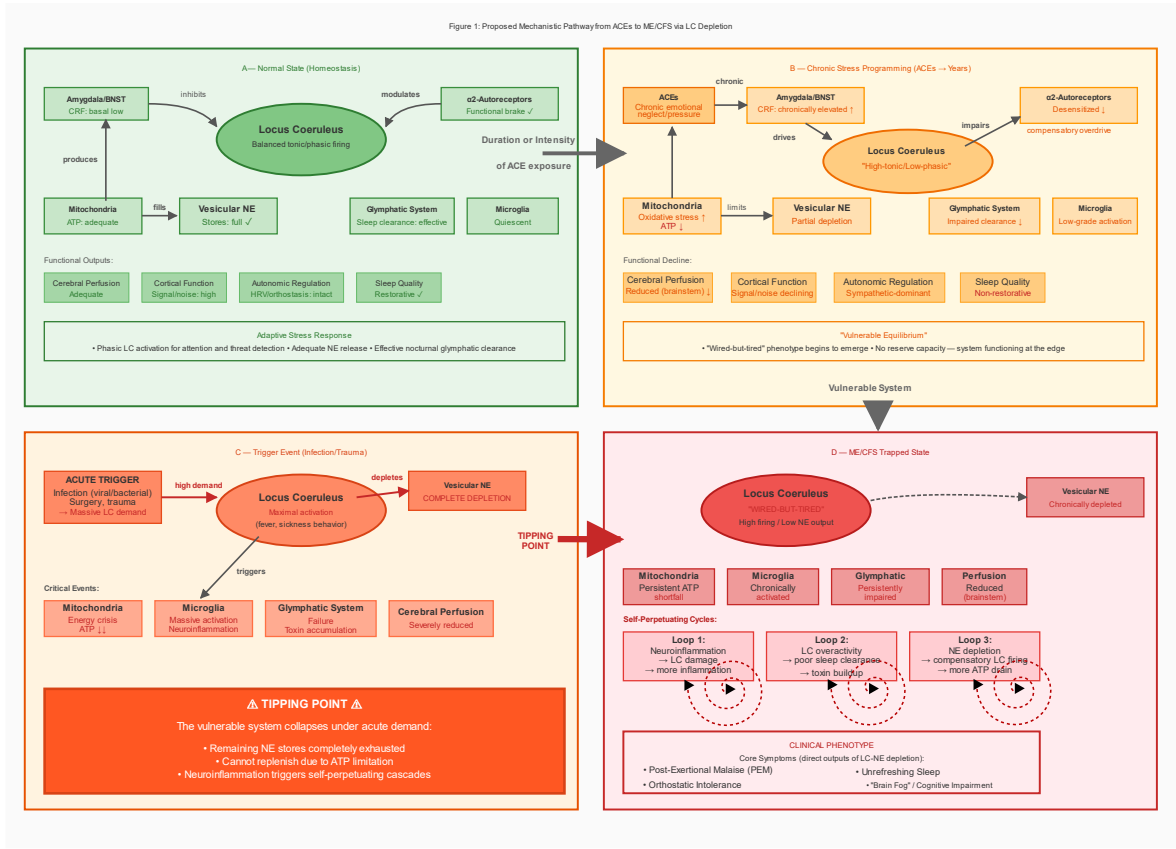 Figure 1: Proposed Mechanistic Pathway from ACEs to ME/CFS via LC Depletion
A— Normal State (Homeostasis)
Amygdala/BNST
CRF: basal low
inhibits
modulates
α2-Autoreceptors
Functional brake ✓
Locus Coeruleus
Balanced tonic/phasic firing
produces
Mitochondria
ATP: adequate
fills
Vesicular NE
Stores: full ✓
Glymphatic System
Sleep clearance: effective
Microglia
Quiescent
Functional Outputs:
Cerebral Perfusion
Adequate
Cortical Function
Signal/noise: high
Autonomic Regulation
HRV/orthostasis: intact
Sleep Quality
Restorative ✓
Adaptive Stress Response
• Phasic LC activation for attention and threat detection • Adequate NE release • Effective nocturnal glymphatic clearance
Duration or Intensity
of ACE exposure
B — Chronic Stress Programming (ACEs → Years)
ACEs
Chronic emotional
neglect/pressure
chronic
Amygdala/BNST
CRF: chronically elevated ↑
drives
Locus Coeruleus
"High-tonic/Low-phasic"
impairs
α2-Autoreceptors
Desensitized ↓
compensatory overdrive
Mitochondria
Oxidative stress ↑
ATP ↓
limits
Vesicular NE
Partial depletion
Glymphatic System
Impaired clearance ↓
Microglia
Low-grade activation
Functional Decline:
Cerebral Perfusion
Reduced (brainstem) ↓
Cortical Function
Signal/noise declining
Autonomic Regulation
Sympathetic-dominant
Sleep Quality
Non-restorative
"Vulnerable Equilibrium"
• "Wired-but-tired" phenotype begins to emerge • No reserve capacity — system functioning at the edge
Vulnerable System
C — Trigger Event (Infection/Trauma)
ACUTE TRIGGER
Infection (viral/bacterial)
Surgery, trauma
→ Massive LC demand
high demand
Locus Coeruleus
Maximal activation
(fever, sickness behavior)
depletes
Vesicular NE
COMPLETE DEPLETION
triggers
Critical Events:
Mitochondria
Energy crisis
ATP ↓↓
Microglia
Massive activation
Neuroinflammation
Glymphatic System
Failure
Toxin accumulation
Cerebral Perfusion
Severely reduced
⚠ TIPPING POINT ⚠
The vulnerable system collapses under acute demand:
• Remaining NE stores completely exhausted
• Cannot replenish due to ATP limitation
• Neuroinflammation triggers self-perpetuating cascades
TIPPING
POINT
D — ME/CFS Trapped State
Locus Coeruleus
"WIRED-BUT-TIRED"
High firing / Low NE output
Vesicular NE
Chronically depleted
Mitochondria
Persistent ATP
shortfall
Microglia
Chronically
activated
Glymphatic
Persistently
impaired
Perfusion
Reduced
(brainstem)
Self-Perpetuating Cycles:
Loop 1:
Neuroinflammation
→ LC damage
→ more inflammation
Loop 2:
LC overactivity
→ poor sleep clearance
→ toxin buildup
Loop 3:
NE depletion
→ compensatory LC firing
→ more ATP drain
CLINICAL PHENOTYPE
Core Symptoms (direct outputs of LC-NE depletion):
• Post-Exertional Malaise (PEM)
• Unrefreshing Sleep
• Orthostatic Intolerance
• "Brain Fog" / Cognitive Impairment